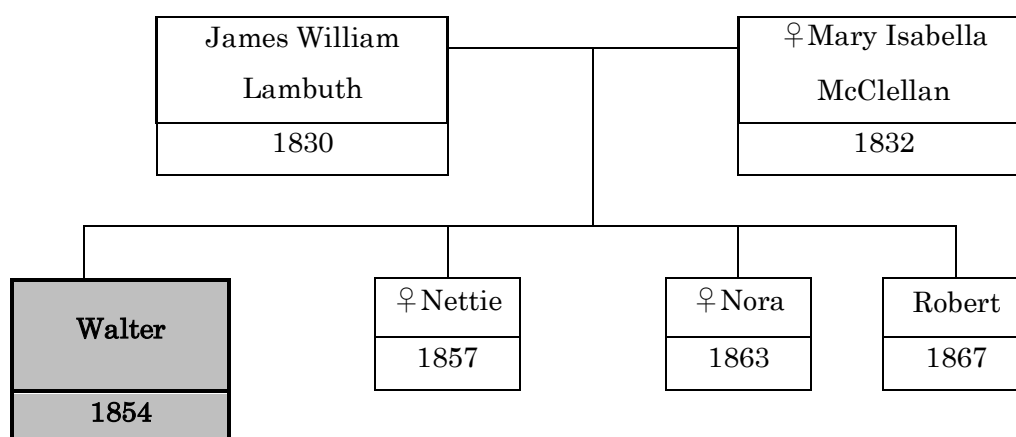 James William
Lambuth
1830
♀Mary Isabella
McClellan
1832
Walter
1854
♀Nettie
1857
♀Nora
1863
Robert
1867